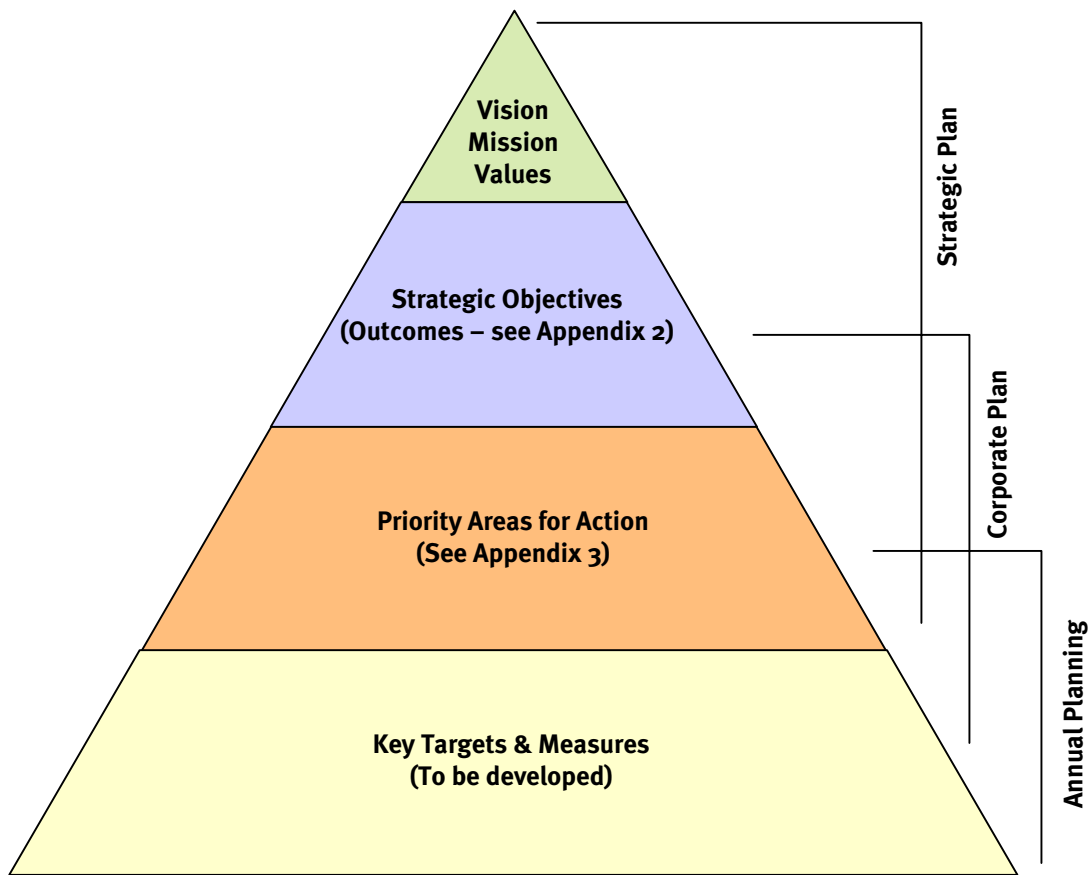 Vision
Mission
Values
Strategic Objectives
(Outcomes – see Appendix 2)
Priority Areas for Action
(See Appendix 3)
Key Targets & Measures
(To be developed)
Strategic Plan
Corporate Plan
Annual Planning